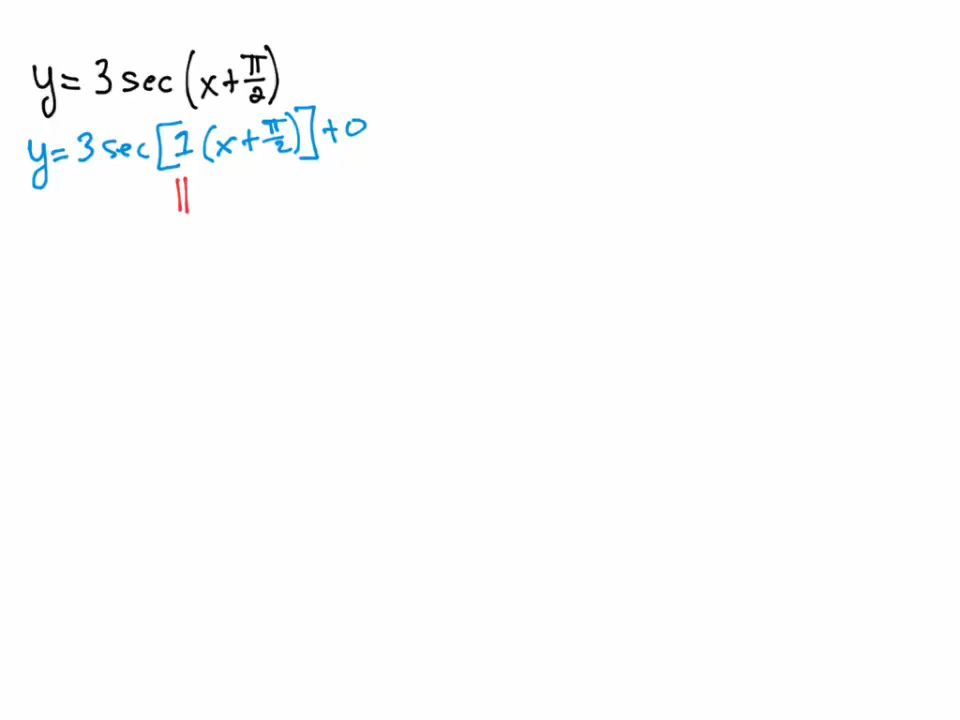 y = 3 sec (x + π/2)
y = 3 sec [1 (x + π/2)] + 0
||